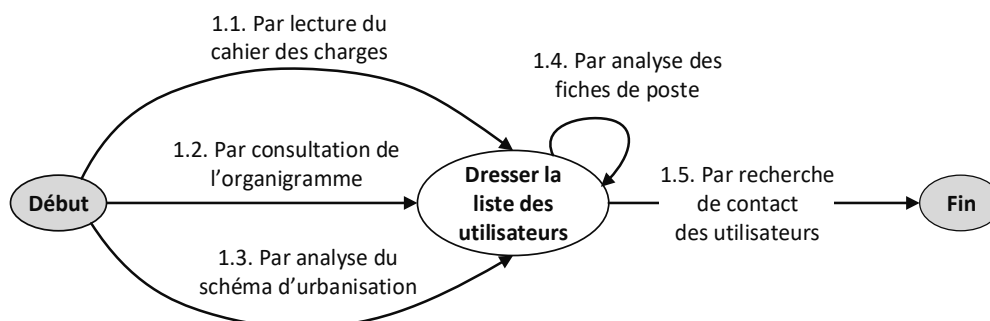 1.1. Par lecture du
cahier des charges
1.4. Par analyse des
fiches de poste
1.2. Par consultation de
l’organigramme
Début
Dresser la
liste des
utilisateurs
1.5. Par recherche
de contact
des utilisateurs
Fin
1.3. Par analyse du
schéma d’urbanisation